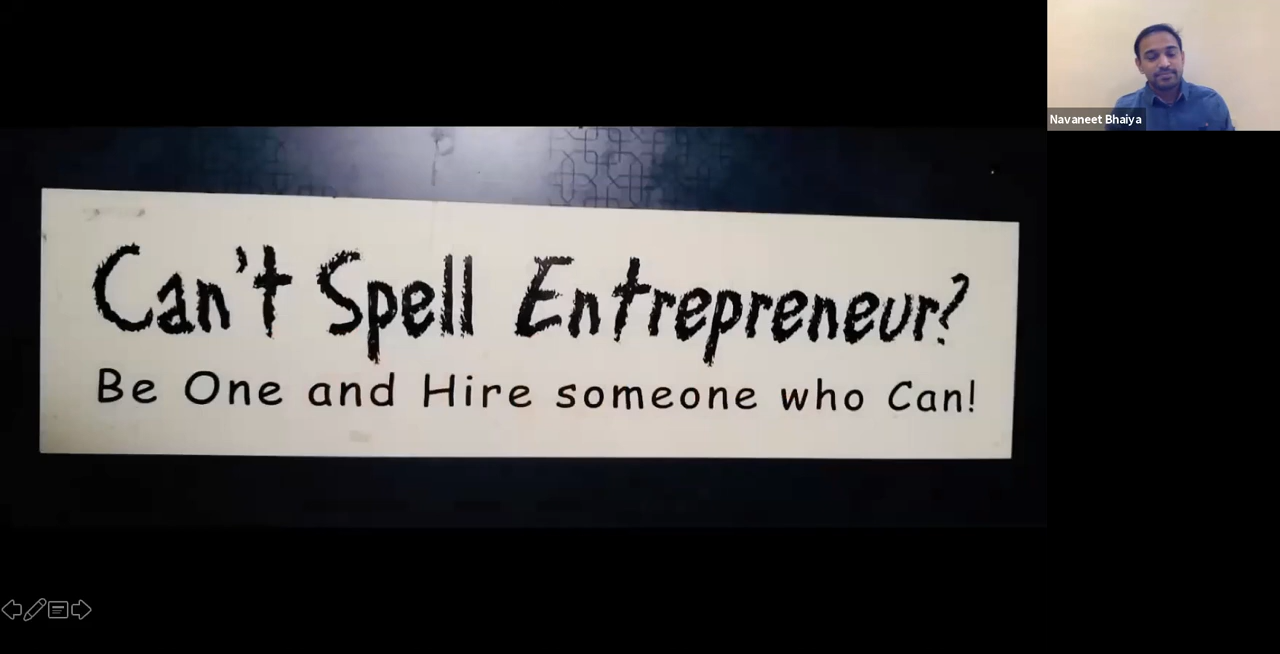 Navaneet Bhaiya
Can't Spell Entrepreneur?
Be One and Hire someone who Can!